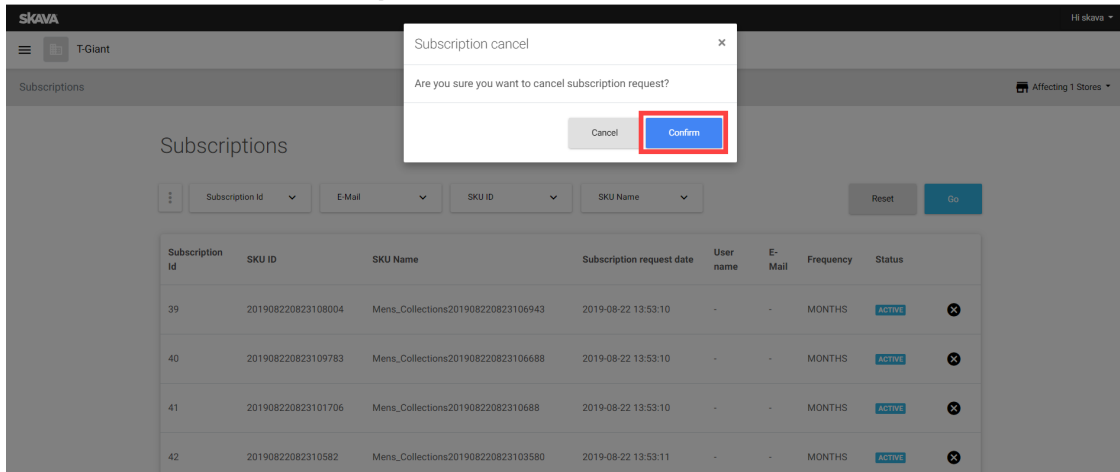 SKAVA
Hi skava
T-Giant
Subscription cancel ×
Subscriptions
Affecting 1 Stores
Are you sure you want to cancel subscription request?
Cancel Confirm
Subscriptions
Subscription Id E-Mail SKU ID SKU Name Reset Go
Subscription Id SKU ID SKU Name Subscription request date User name E-Mail Frequency Status
39 201908220823108004 Mens_Collections201908220823106943 2019-08-22 13:53:10 - - MONTHS ACTIVE
40 201908220823109783 Mens_Collections201908220823106688 2019-08-22 13:53:10 - - MONTHS ACTIVE
41 201908220823101706 Mens_Collections20190822082310688 2019-08-22 13:53:10 - - MONTHS ACTIVE
42 20190822082310582 Mens_Collections201908220823103580 2019-08-22 13:53:11 - - MONTHS ACTIVE